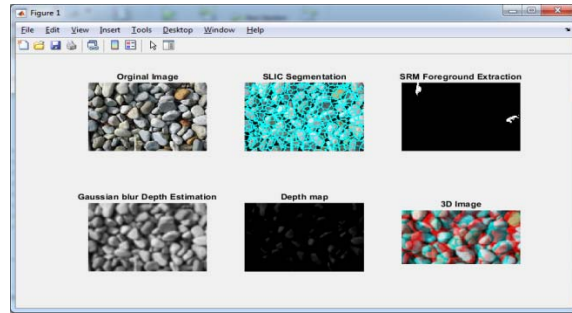 Figure 1
File Edit View Insert Tools Desktop Window Help
Orginal Image SLIC Segmentation SRM Foreground Extraction
Gaussian blur Depth Estimation Depth map 3D Image